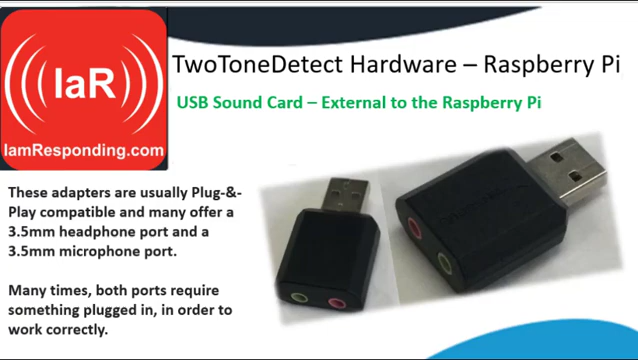 IaR
IamResponding.com
TwoToneDetect Hardware – Raspberry Pi
USB Sound Card – External to the Raspberry Pi
These adapters are usually Plug-&-
Play compatible and many offer a
3.5mm headphone port and a
3.5mm microphone port.
Many times, both ports require
something plugged in, in order to
work correctly.